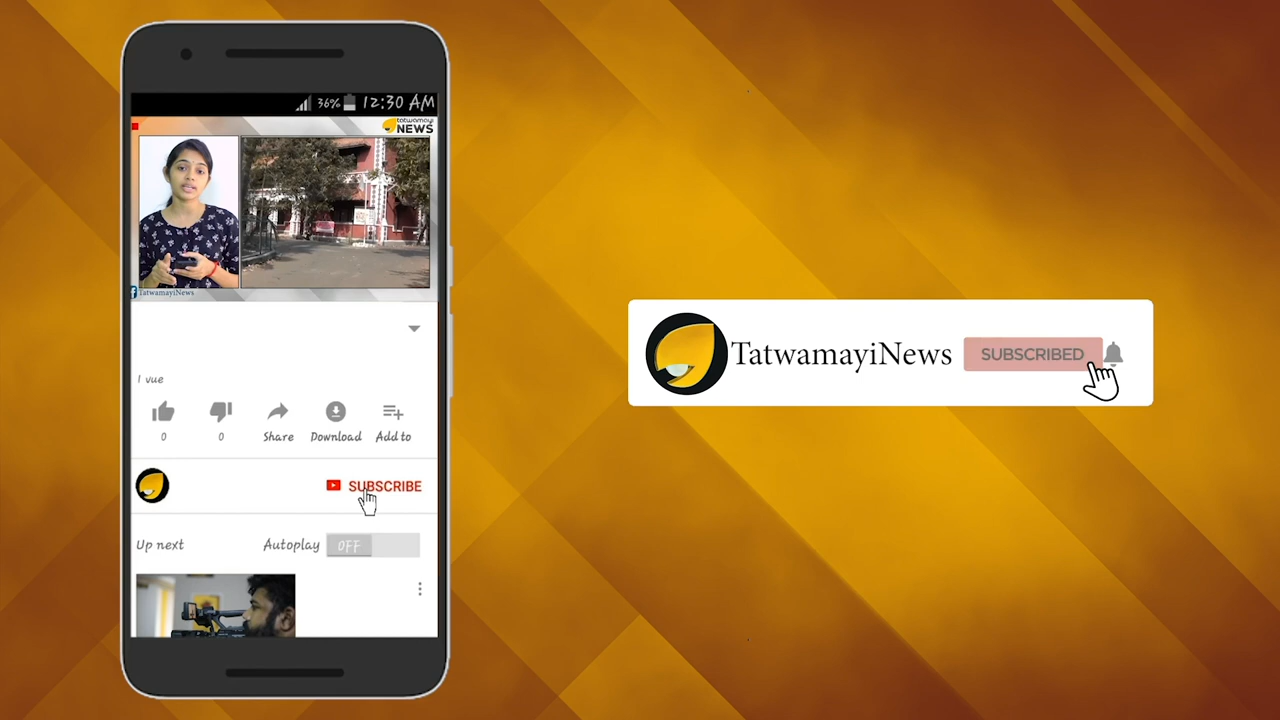 36% 12:30 AM
tatwamayi
NEWS
TatwamayiNews
1 vue
0 0 Share Download Add to
SUBSCRIBE
Up next Autoplay OFF
TatwamayiNews SUBSCRIBED